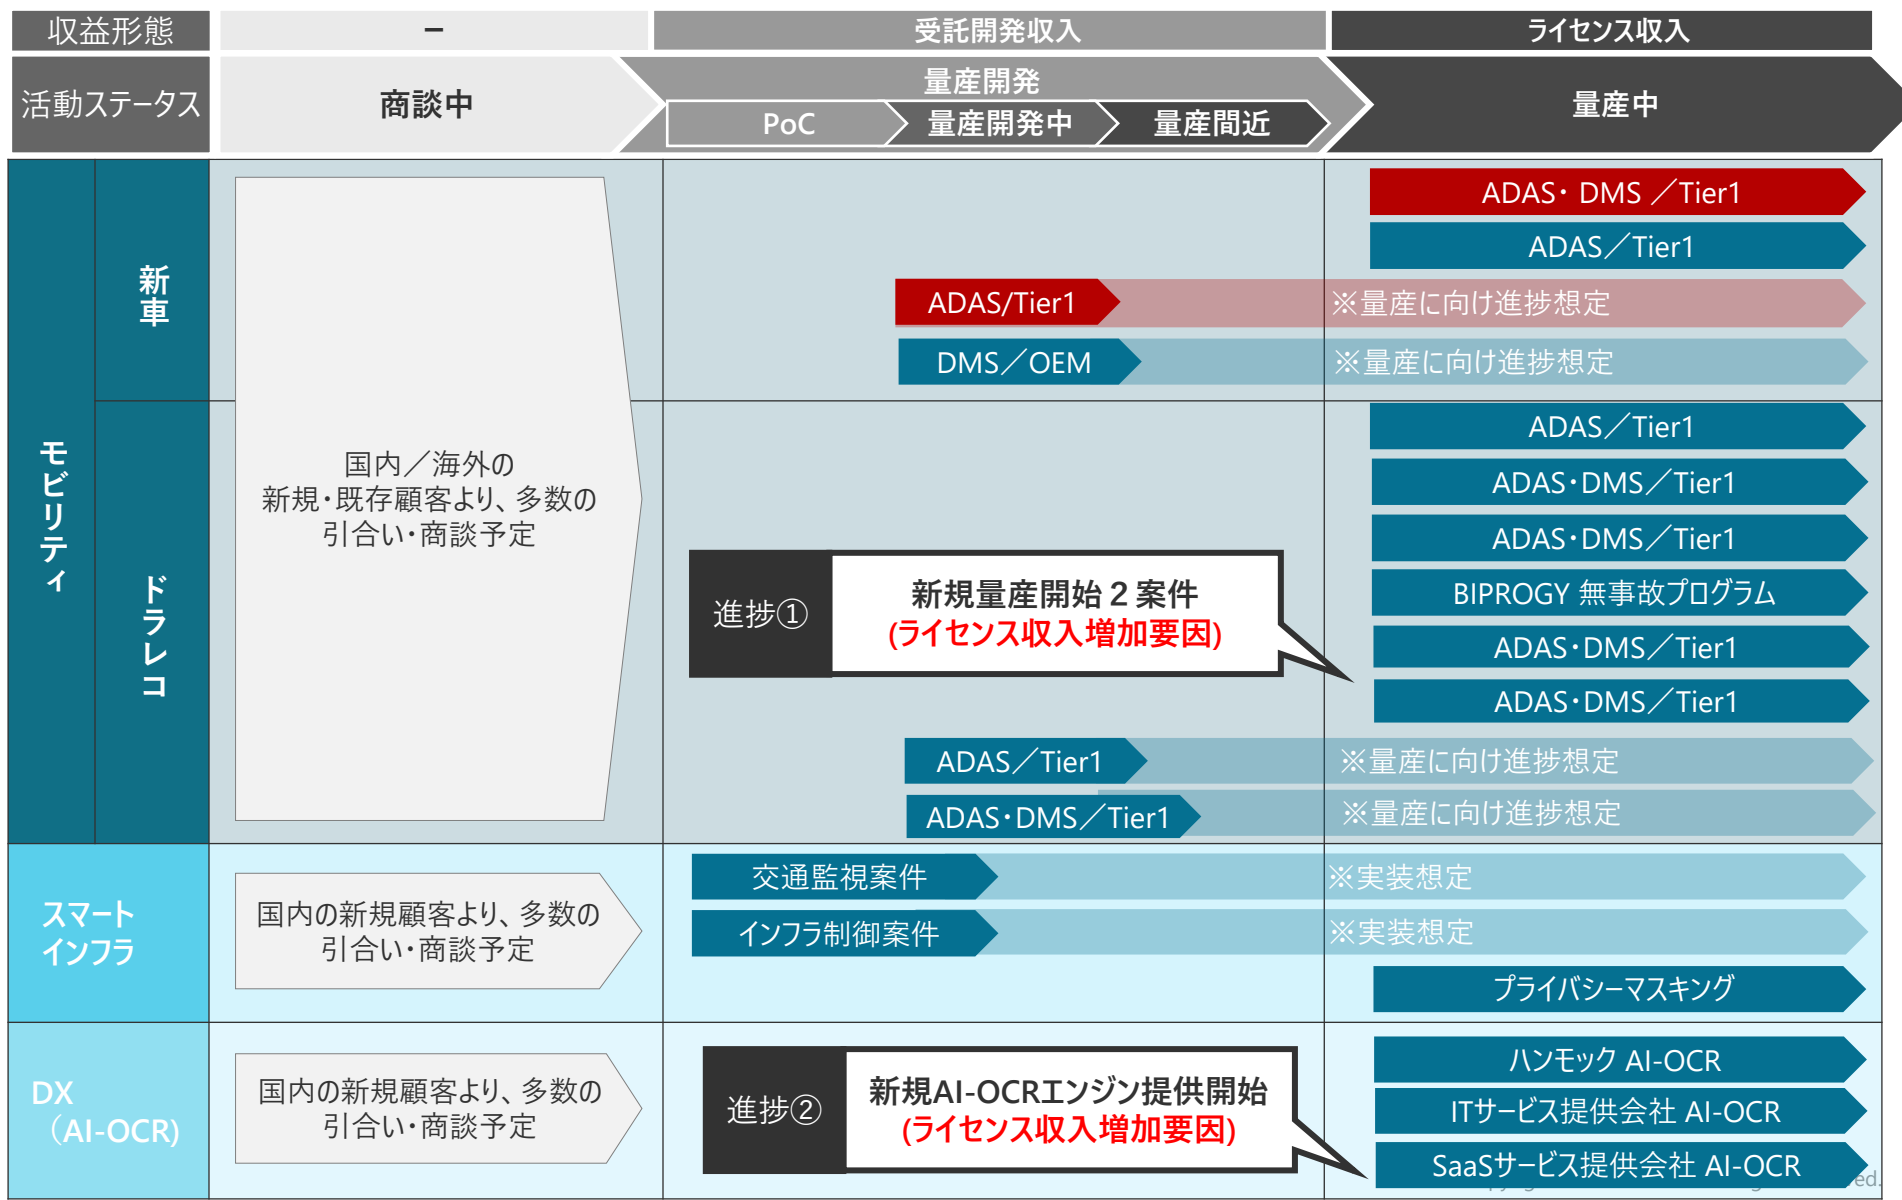 収益形態
－
受託開発収入
ライセンス収入
活動ステータス
商談中
量産開発
PoC
量産開発中
量産間近
量産中
モビリティ
新車
ADAS・ DMS ／Tier1
ADAS／Tier1
ADAS/Tier1
※量産に向け進捗想定
DMS／OEM
※量産に向け進捗想定
国内／海外の
新規・既存顧客より、多数の
引合い・商談予定
ドラレコ
ADAS／Tier1
ADAS・DMS／Tier1
ADAS・DMS／Tier1
BIPROGY 無事故プログラム
ADAS・DMS／Tier1
ADAS・DMS／Tier1
進捗①
新規量産開始２案件
(ライセンス収入増加要因)
ADAS／Tier1
※量産に向け進捗想定
ADAS・DMS／Tier1
※量産に向け進捗想定
スマート
インフラ
国内の新規顧客より、多数の
引合い・商談予定
交通監視案件
※実装想定
インフラ制御案件
※実装想定
プライバシーマスキング
DX
（AI-OCR)
国内の新規顧客より、多数の
引合い・商談予定
進捗②
新規AI-OCRエンジン提供開始
(ライセンス収入増加要因)
ハンモック AI-OCR
ITサービス提供会社 AI-OCR
SaaSサービス提供会社 AI-OCR